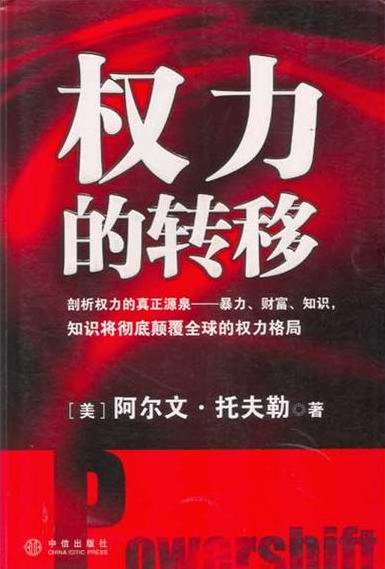 权力
的转移
剖析权力的真正源泉——暴力、财富、知识，
知识将彻底颠覆全球的权力格局
[美]阿尔文·托夫勒◎著
中信出版社
CHINA CITIC PRESS
Powershift